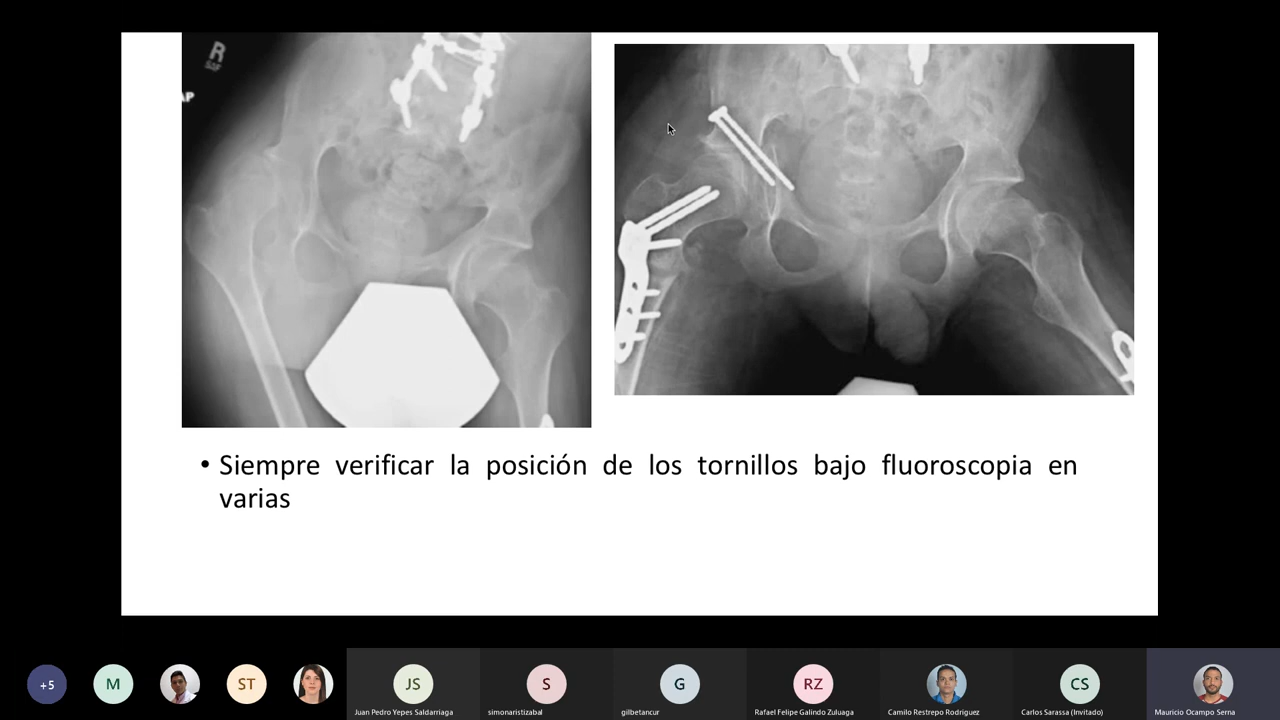 R
AP
• Siempre verificar la posición de los tornillos bajo fluoroscopia en
varias
+5
M
ST
JS
S
G
RZ
CS
Juan Pedro Yepes Saldarriaga
simonaristizabal
gilbetancur
Rafael Felipe Galindo Zuluaga
Camilo Restrepo Rodriguez
Carlos Sarassa (Invitado)
Mauricio Ocampo Serna